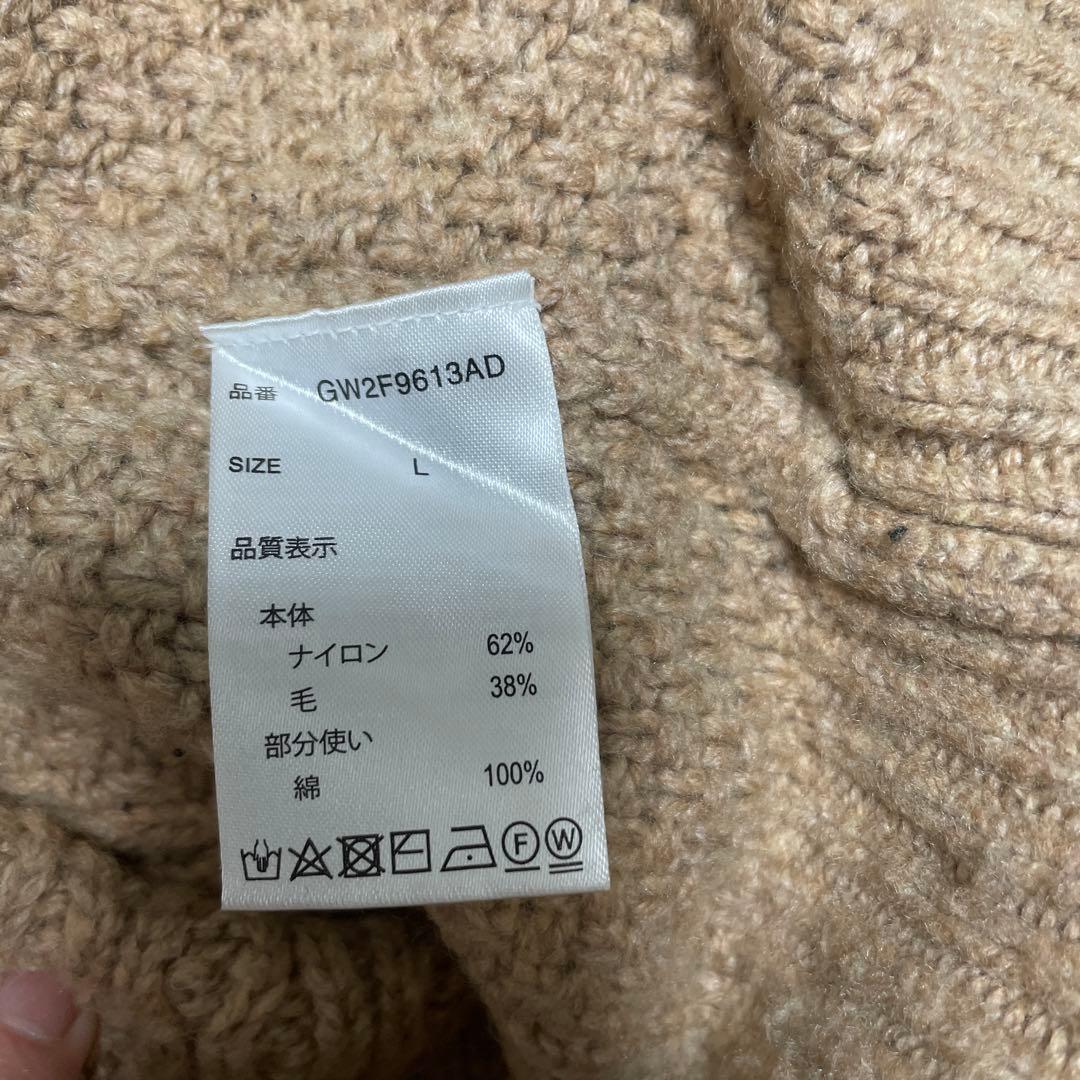 品番 GW2F9613AD
SIZE L
品質表示
本体
ナイロン 62%
毛 38%
部分使い
綿 100%
F W